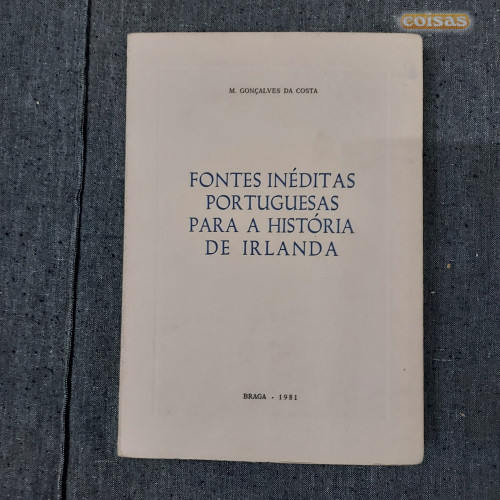 coisas
M. GONÇALVES DA COSTA
FONTES INÉDITAS
PORTUGUESAS
PARA A HISTÓRIA
DE IRLANDA
BRAGA - 1981